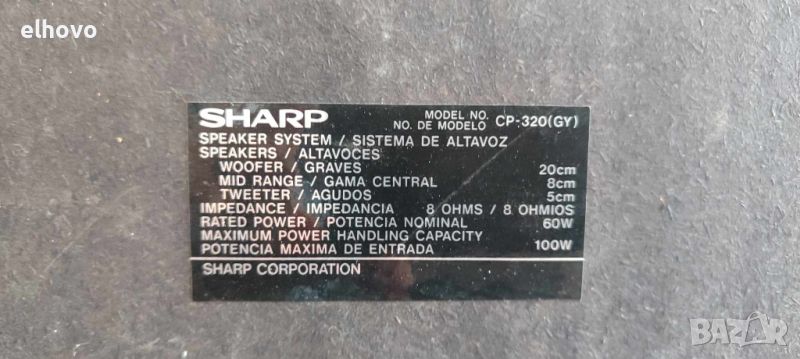 elhovo
SHARP MODEL NO. CP-320(GY)
NO. DE MODELO
SPEAKER SYSTEM / SISTEMA DE ALTAVOZ
SPEAKERS / ALTAVOCES
WOOFER / GRAVES 20cm
MID RANGE / GAMA CENTRAL 8cm
TWEETER / AGUDOS 5cm
IMPEDANCE / IMPEDANCIA 8 OHMS / 8 OHMIOS
RATED POWER / POTENCIA NOMINAL 60W
MAXIMUM POWER HANDLING CAPACITY
POTENCIA MAXIMA DE ENTRADA 100W
SHARP CORPORATION
BAZAR